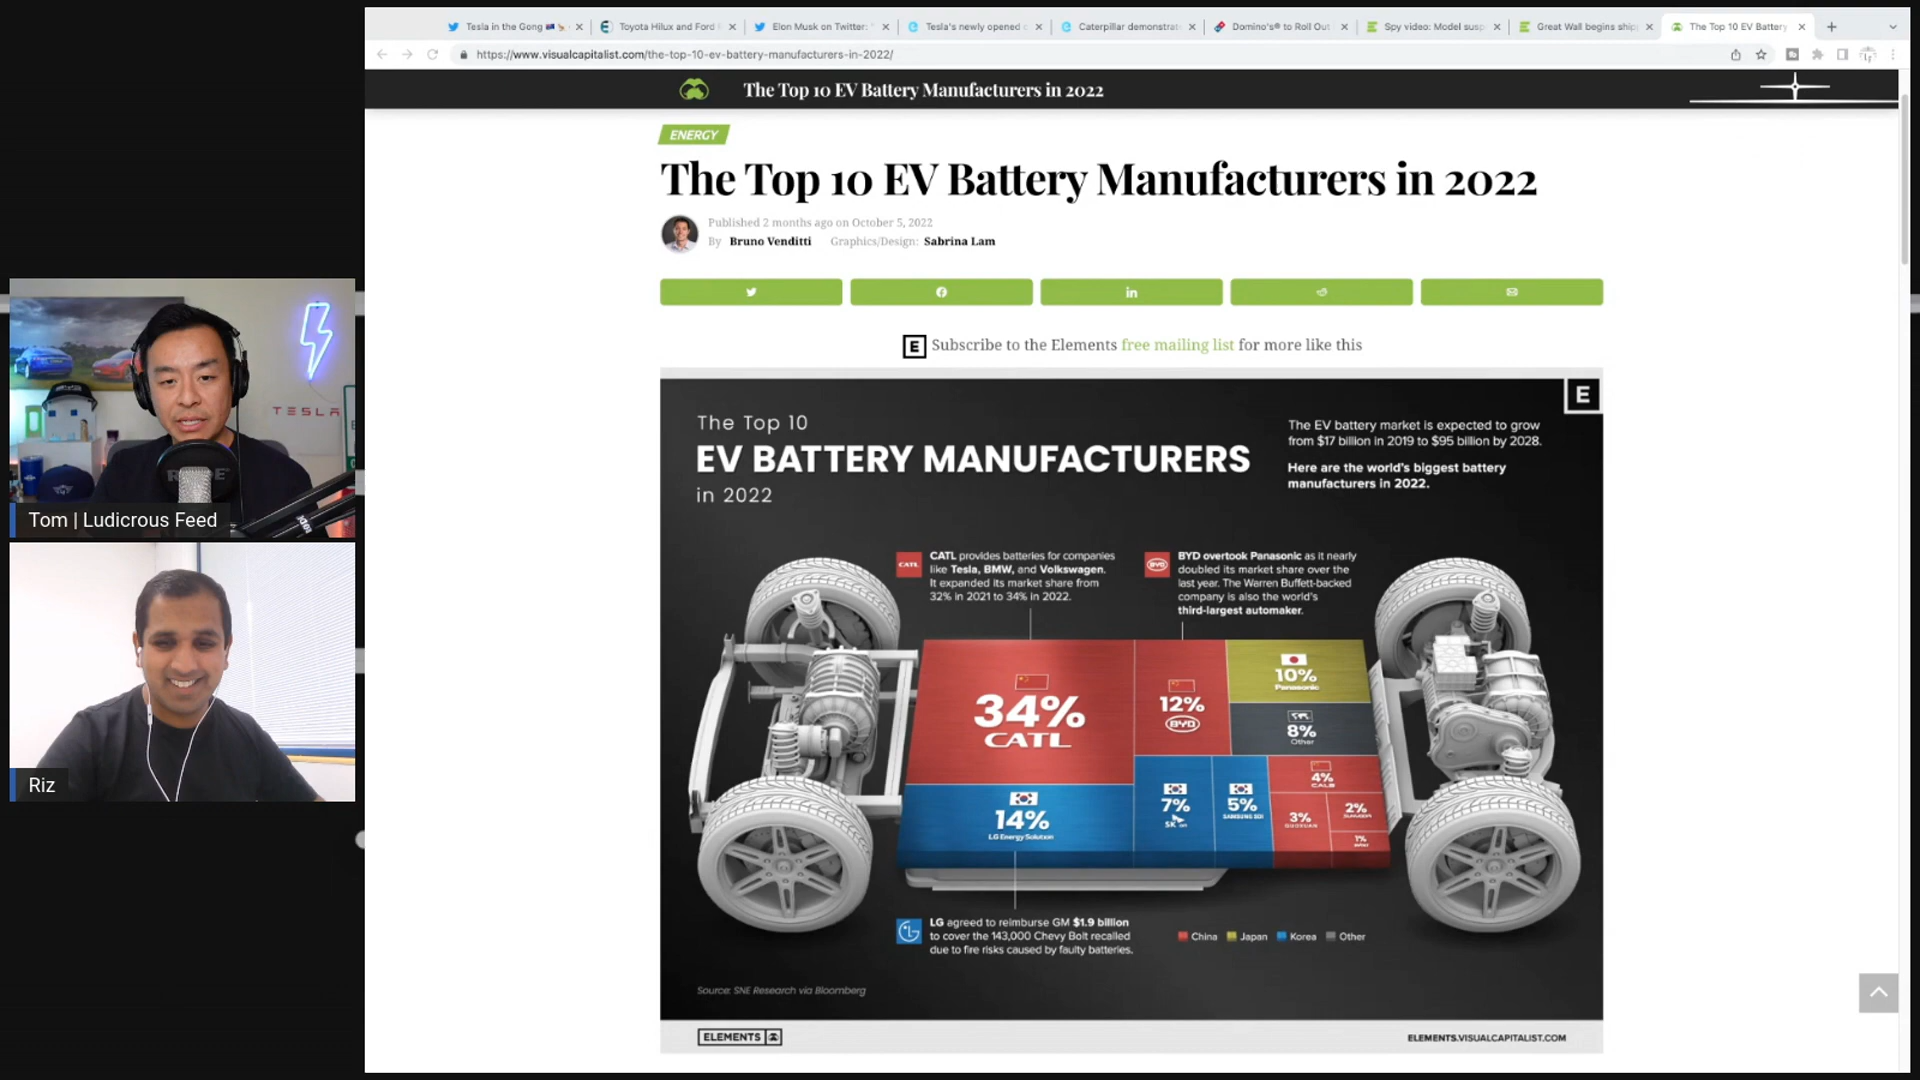 Tesla in the Gong
Toyota Hilux and Ford
Elon Musk on Twitter: "
Tesla's newly opened
Caterpillar demonstrat
Domino's® to Roll Out
Spy video: Model sus
Great Wall begins ship
The Top 10 EV Battery
https://www.visualcapitalist.com/the-top-10-ev-battery-manufacturers-in-2022/
The Top 10 EV Battery Manufacturers in 2022
ENERGY
The Top 10 EV Battery Manufacturers in 2022
Published 2 months ago on October 5, 2022
By Bruno Venditti Graphics/Design: Sabrina Lam
E Subscribe to the Elements free mailing list for more like this
E
The Top 10
EV BATTERY MANUFACTURERS
in 2022
The EV battery market is expected to grow
from $17 billion in 2019 to $95 billion by 2028.
Here are the world's biggest battery
manufacturers in 2022.
CATL
CATL provides batteries for companies
like Tesla, BMW, and Volkswagen.
It expanded its market share from
32% in 2021 to 34% in 2022.
BYD
BYD overtook Panasonic as it nearly
doubled its market share over the
last year. The Warren Buffett-backed
company is also the world's
third-largest automaker.
34%
CATL
12%
BYD
10%
Panasonic
8%
Other
14%
LG Energy Solution
7%
SK on
5%
SAMSUNG SDI
4%
CALB
3%
GUOXUAN
2%
1%
LG
LG agreed to reimburse GM $1.9 billion
to cover the 143,000 Chevy Bolt recalled
due to fire risks caused by faulty batteries.
China Japan Korea Other
Source: SNE Research via Bloomberg
ELEMENTS
ELEMENTS.VISUALCAPITALIST.COM
TESLA
RODE
Tom | Ludicrous Feed
Riz